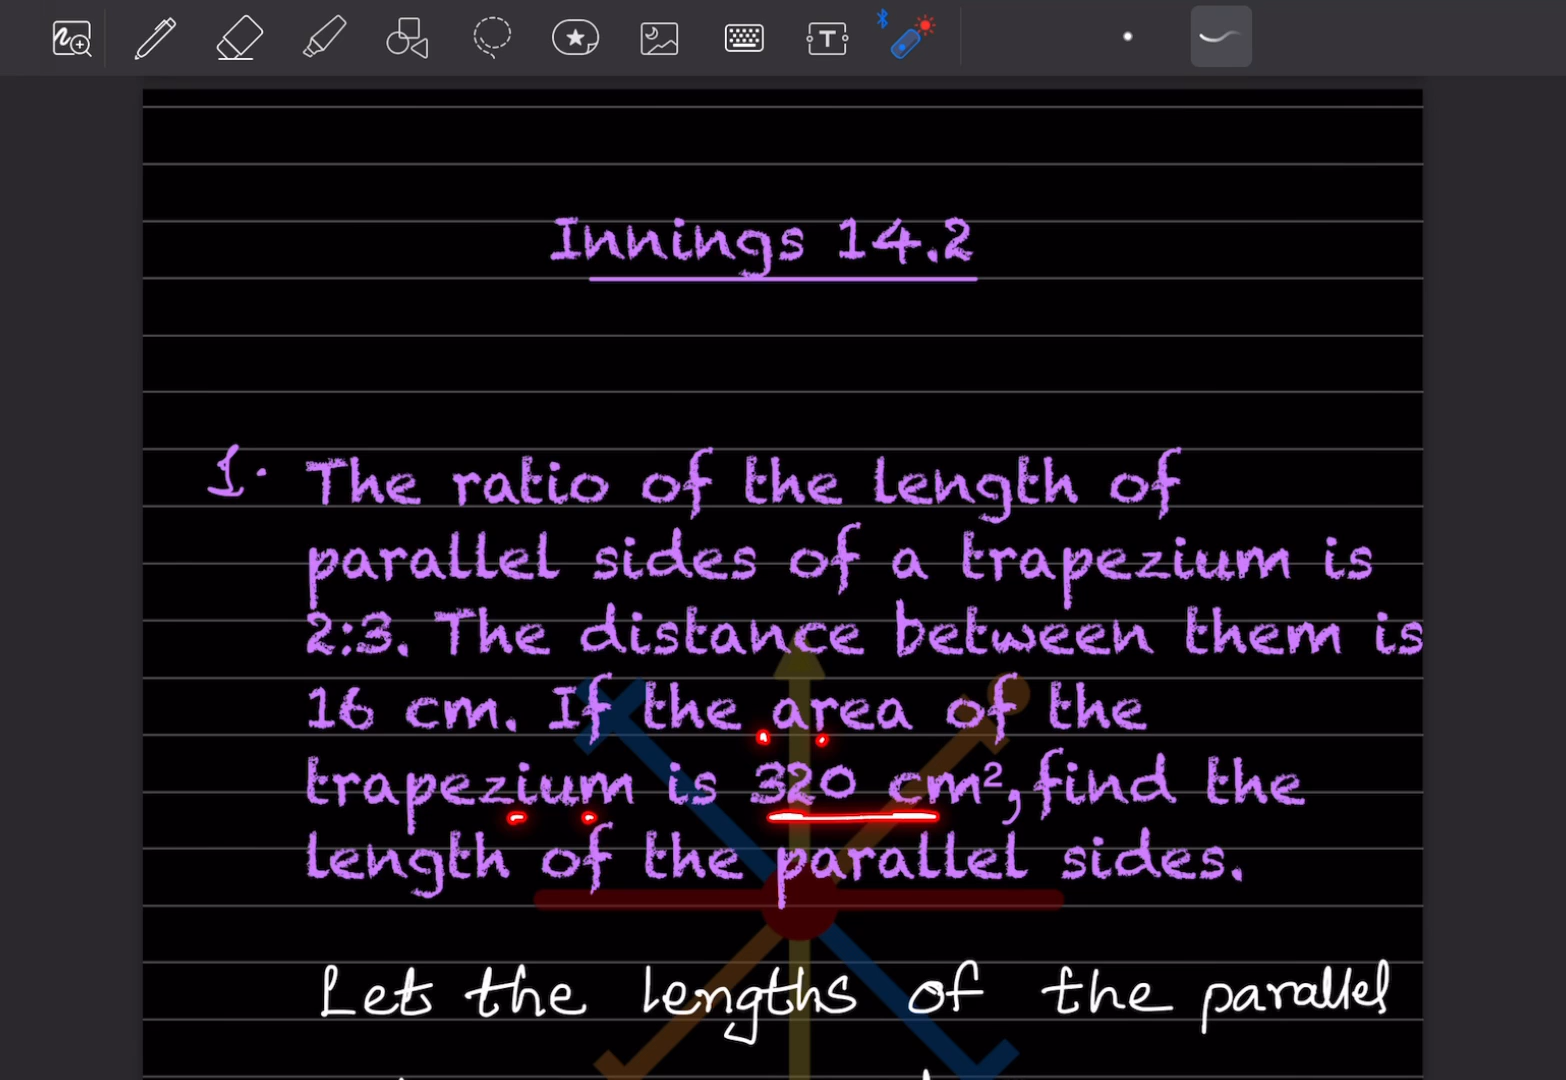 Innings 14.2
1. The ratio of the length of
parallel sides of a trapezium is
2:3. The distance between them is
16 cm. If the area of the
trapezium is 320 cm², find the
length of the parallel sides.
Let the lengths of the parallel